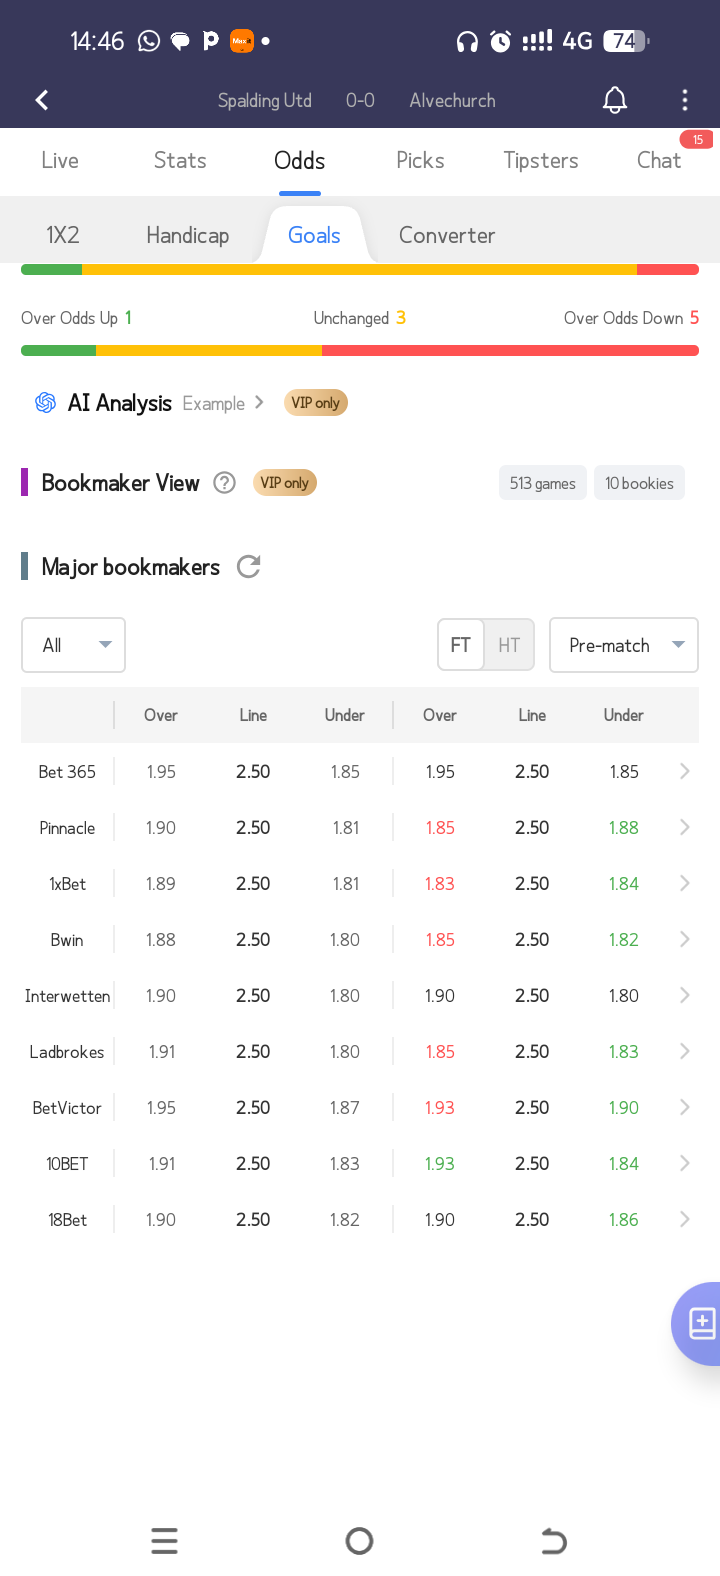 14:46 4G 74
Spalding Utd 0-0 Alvechurch
Live Stats Odds Picks Tipsters Chat 15
1X2 Handicap Goals Converter
Over Odds Up 1 Unchanged 3 Over Odds Down 5
AI Analysis Example VIP only
Bookmaker View ? VIP only 513 games 10 bookies
Major bookmakers
All FT HT Pre-match
Over Line Under Over Line Under
Bet 365 1.95 2.50 1.85 1.95 2.50 1.85
Pinnacle 1.90 2.50 1.81 1.85 2.50 1.88
1xBet 1.89 2.50 1.81 1.83 2.50 1.84
Bwin 1.88 2.50 1.80 1.85 2.50 1.82
Interwetten 1.90 2.50 1.80 1.90 2.50 1.80
Ladbrokes 1.91 2.50 1.80 1.85 2.50 1.83
BetVictor 1.95 2.50 1.87 1.93 2.50 1.90
10BET 1.91 2.50 1.83 1.93 2.50 1.84
18Bet 1.90 2.50 1.82 1.90 2.50 1.86